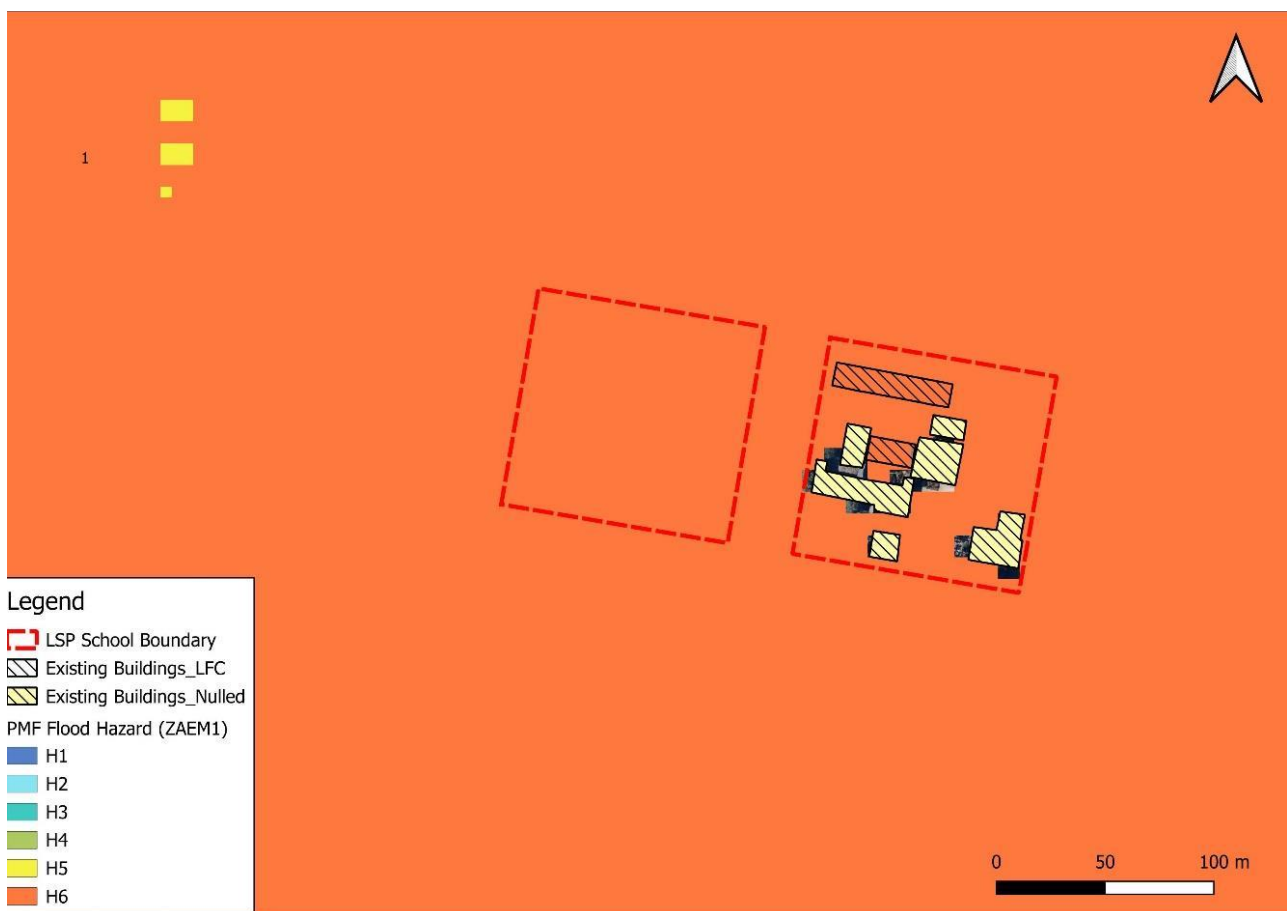 1
Legend
LSP School Boundary
Existing Buildings_LFC
Existing Buildings_Nulled
PMF Flood Hazard (ZAEM1)
H1
H2
H3
H4
H5
H6
0 50 100 m